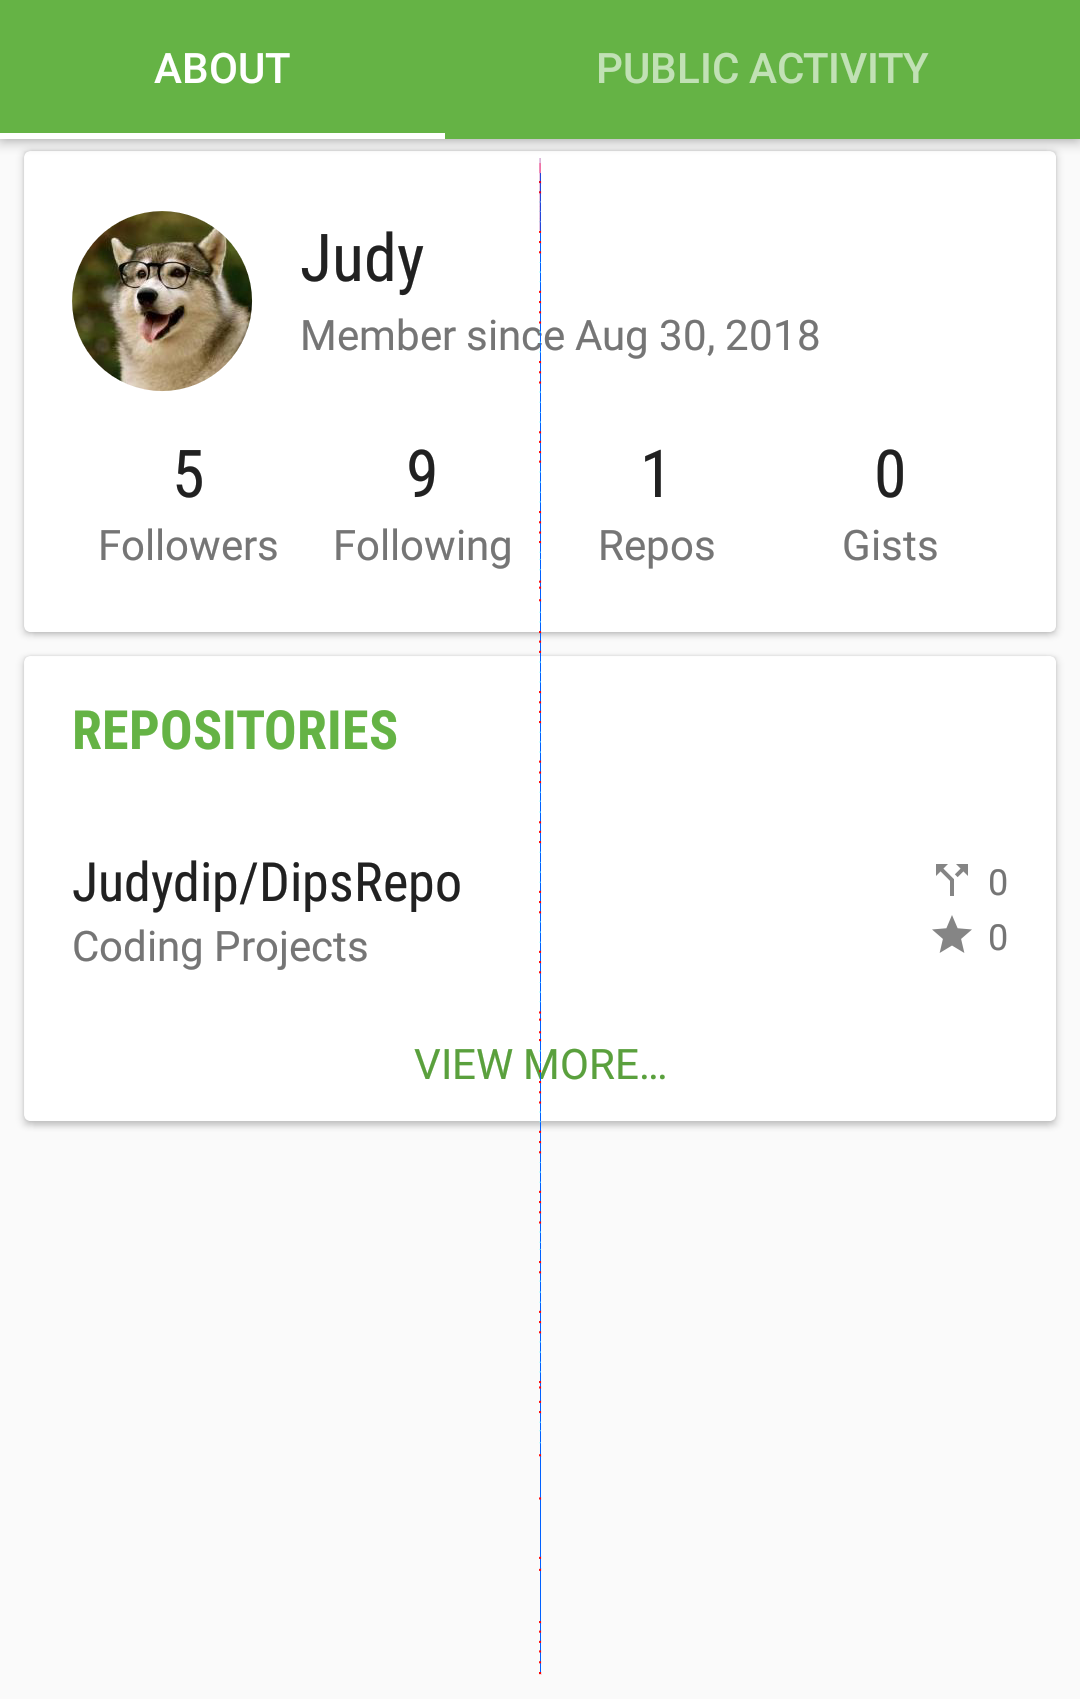 ABOUT PUBLIC ACTIVITY
Judy
Member since Aug 30, 2018
5 9 1 0
Followers Following Repos Gists
REPOSITORIES
Judydip/DipsRepo 0
Coding Projects 0
VIEW MORE...